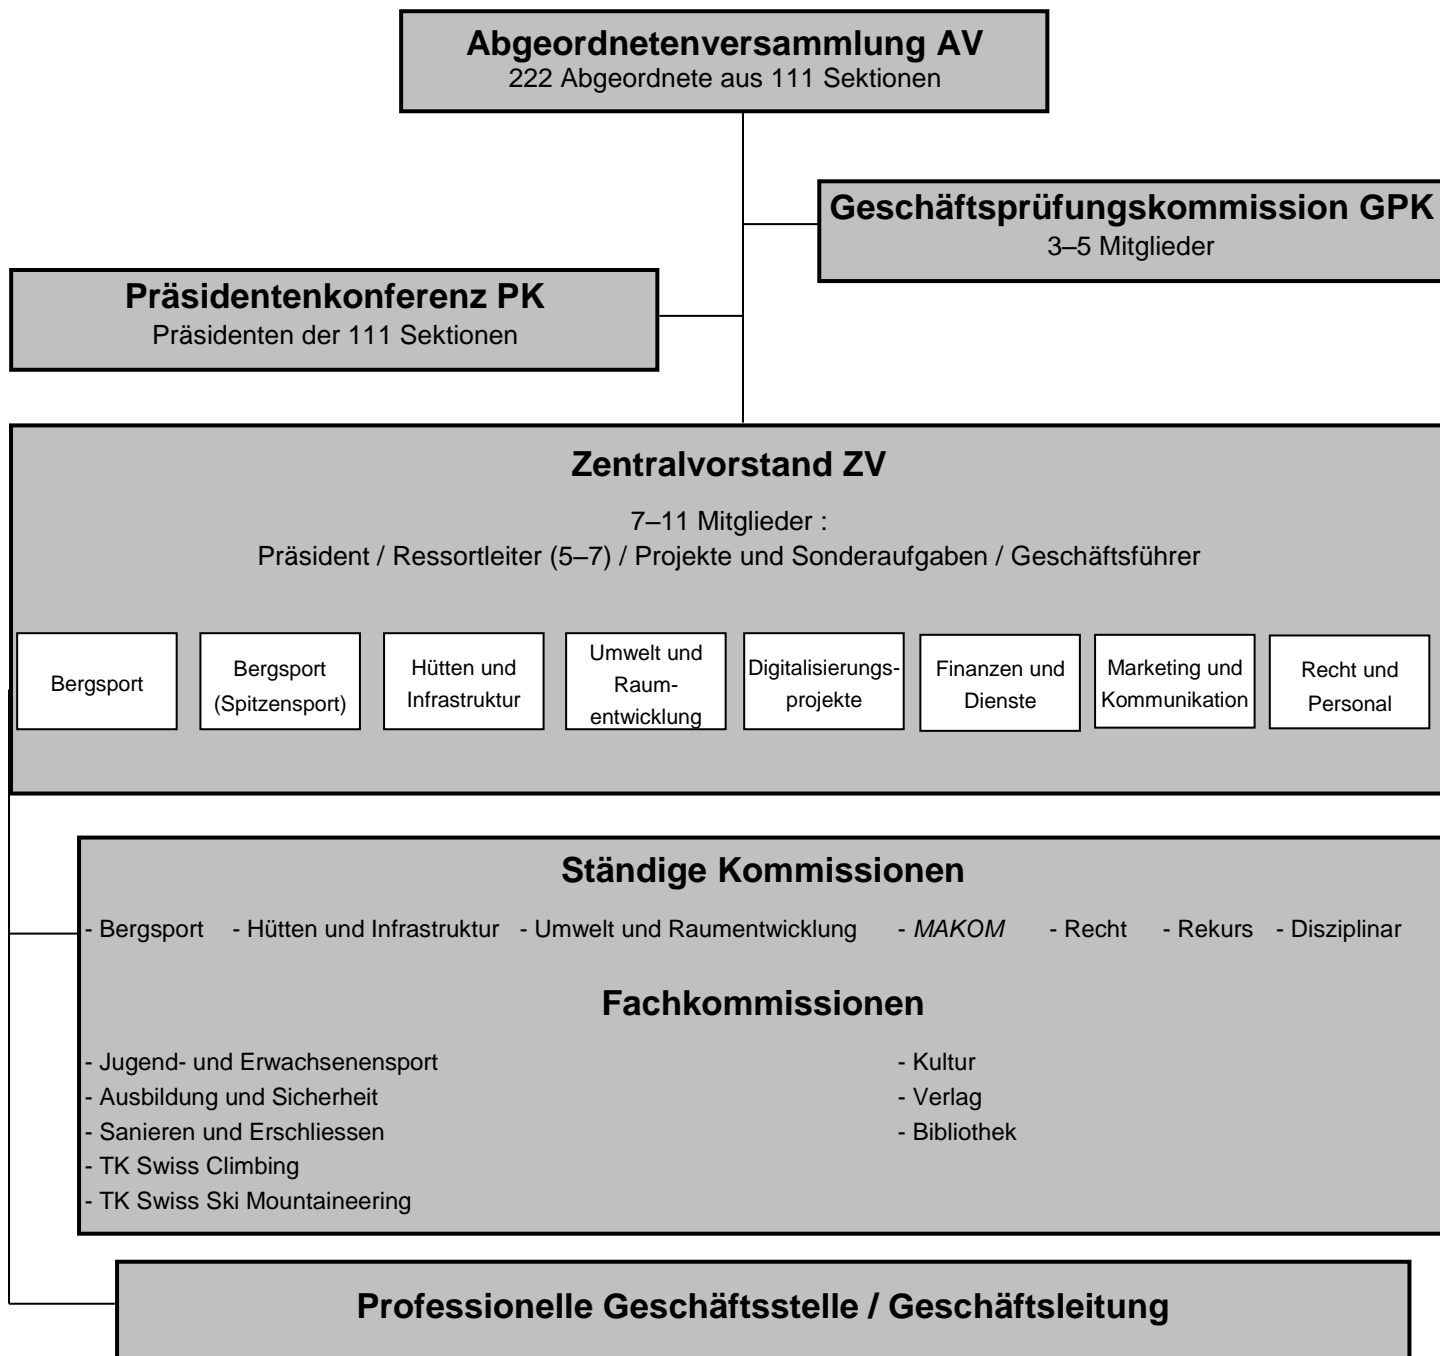 Abgeordnetenversammlung AV
222 Abgeordnete aus 111 Sektionen
Geschäftsprüfungskommission GPK
3–5 Mitglieder
Präsidentenkonferenz PK
Präsidenten der 111 Sektionen
Zentralvorstand ZV
7–11 Mitglieder :
Präsident / Ressortleiter (5–7) / Projekte und Sonderaufgaben / Geschäftsführer
Bergsport
Bergsport
(Spitzensport)
Hütten und
Infrastruktur
Umwelt und
Raum-
entwicklung
Digitalisierungs-
projekte
Finanzen und
Dienste
Marketing und
Kommunikation
Recht und
Personal
Ständige Kommissionen
- Bergsport - Hütten und Infrastruktur - Umwelt und Raumentwicklung - MAKOM - Recht - Rekurs - Disziplinar
Fachkommissionen
- Jugend- und Erwachsenensport
- Ausbildung und Sicherheit
- Sanieren und Erschliessen
- TK Swiss Climbing
- TK Swiss Ski Mountaineering
- Kultur
- Verlag
- Bibliothek
Professionelle Geschäftsstelle / Geschäftsleitung